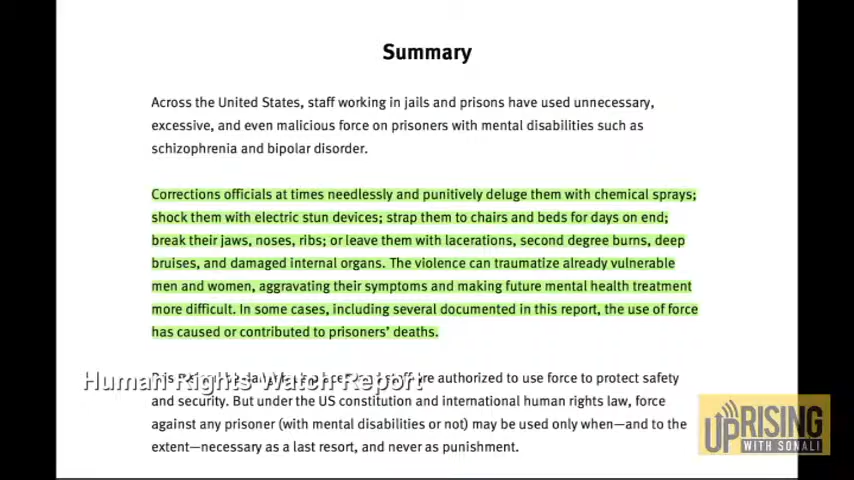 Summary
Across the United States, staff working in jails and prisons have used unnecessary,
excessive, and even malicious force on prisoners with mental disabilities such as
schizophrenia and bipolar disorder.
Corrections officials at times needlessly and punitively deluge them with chemical sprays;
shock them with electric stun devices; strap them to chairs and beds for days on end;
break their jaws, noses, ribs; or leave them with lacerations, second degree burns, deep
bruises, and damaged internal organs. The violence can traumatize already vulnerable
men and women, aggravating their symptoms and making future mental health treatment
more difficult. In some cases, including several documented in this report, the use of force
has caused or contributed to prisoners’ deaths.
authorized to use force to protect safety
Human Rights Watch Report
and security. But under the US constitution and international human rights law, force
against any prisoner (with mental disabilities or not) may be used only when—and to the
extent—necessary as a last resort, and never as punishment.
UPRISING
WITH SONALI